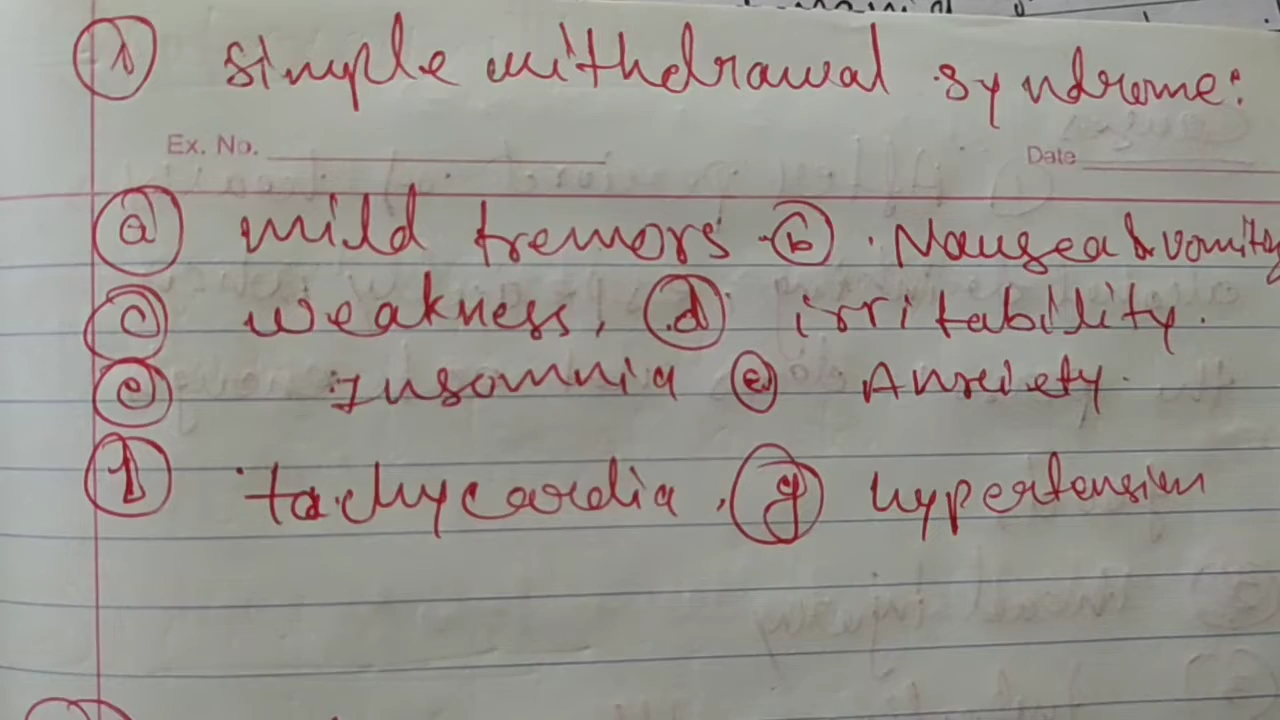 ① simple withdrawal syndrome:
Ex. No. Date
ⓐ mild tremors ⓑ Nausea & vomiting
ⓒ weakness, ⓓ irritability.
ⓔ Insomnia ⓔ Anxiety.
ⓕ tachycardia, ⓖ hypertension